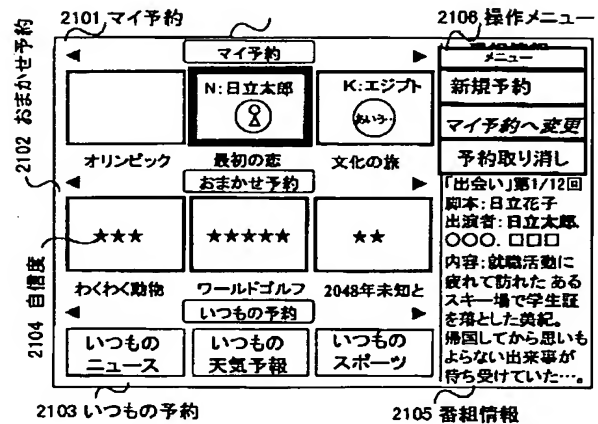 2101 マイ予約
2106 操作メニュー
2102 おまかせ予約
2104 自信度
マイ予約
N:日立太郎
K:エジプト
あい子‥
オリンピック
最初の恋
文化の旅
おまかせ予約
★★★
★★★★★
★★
わくわく動物
ワールドゴルフ
2048年未知と
いつもの予約
いつもの
ニュース
いつもの
天気予報
いつもの
スポーツ
メニュー
新規予約
マイ予約へ変更
予約取り消し
「出会い」第1/12回
脚本:日立花子
出演者:日立太郎,
○○○. □□□
内容:就職活動に
疲れて訪れた ある
スキー場で学生証
を落とした美紀。
帰国してから思いも
よらない出来事が
待ち受けていた…。
2103 いつもの予約
2105 番組情報